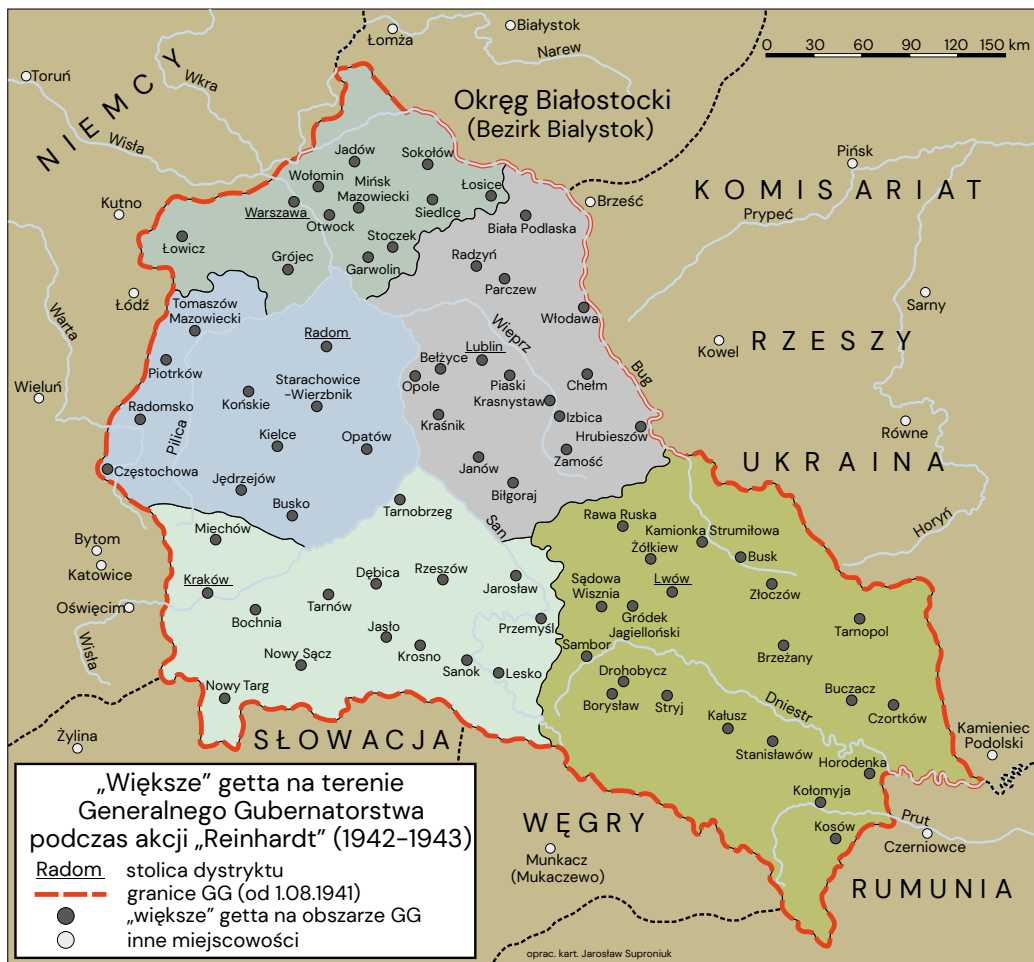 Łomża
Białystok
Narew
0 30 60 90 120 150 km
Toruń
NIEMCY
Wkra
Wisła
Okręg Białostocki
(Bezirk Bialystok)
Pińsk
KOMISARIAT
Prypeć
Jadów
Sokołów
Wołomin
Mińsk
Mazowiecki
Łosice
Brześć
Kutno
Warszawa
Otwock
Siedlce
Biała Podlaska
Łowicz
Stoczek
Grójec
Garwolin
Radzyń
Parczew
Łódź
Warta
Tomaszów
Mazowiecki
Radom
Wieprz
Włodawa
Sarny
RZESZY
Kowel
Piotrków
Bełżyce
Lublin
Bug
Wieluń
Starachowice
-Wierzbnik
Końskie
Opole
Piaski
Chełm
Krasnystaw
Radomsko
Pilica
Kraśnik
Izbica
Hrubieszów
Równe
Kielce
Opatów
Zamość
UKRAINA
Częstochowa
Janów
Jędrzejów
Biłgoraj
Busko
Tarnobrzeg
Horyń
San
Rawa Ruska
Kamionka Strumiłowa
Miechów
Bytom
Katowice
Żółkiew
Busk
Kraków
Dębica
Rzeszów
Jarosław
Sądowa
Wisznia
Lwów
Złoczów
Oświęcim
Bochnia
Tarnów
Gródek
Jagielloński
Przemyśl
Tarnopol
Wisła
Jasło
Krosno
Sambor
Brzeżany
Nowy Sącz
Sanok
Lesko
Drohobycz
Borysław
Stryj
Dniestr
Buczacz
Czortków
Nowy Targ
Kałusz
Stanisławów
Kamieniec
Podolski
Żylina
SŁOWACJA
Horodenka
Kołomyja
Prut
WĘGRY
Kosów
Czerniowce
Munkacz
(Mukaczewo)
RUMUNIA
„Większe” getta na terenie
Generalnego Gubernatorstwa
podczas akcji „Reinhardt” (1942-1943)
Radom stolica dystryktu
granice GG (od 1.08.1941)
„większe” getta na obszarze GG
inne miejscowości
oprac. kart. Jarosław Suproniuk